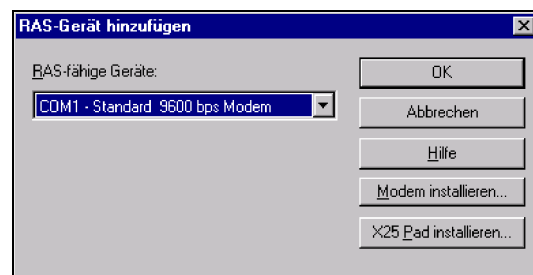 RAS-Gerät hinzufügen
RAS-fähige Geräte:
COM1 - Standard 9600 bps Modem
OK
Abbrechen
Hilfe
Modem installieren...
X25 Pad installieren...